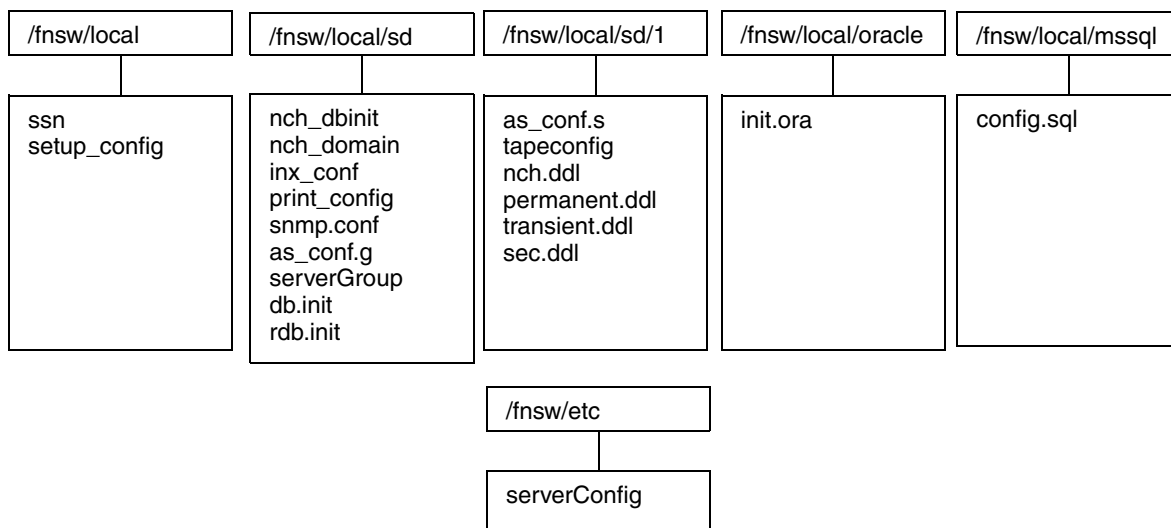 /fnsw/local
ssn
setup_config
/fnsw/local/sd
nch_dbinit
nch_domain
inx_conf
print_config
snmp.conf
as_conf.g
serverGroup
db.init
rdb.init
/fnsw/local/sd/1
as_conf.s
tapeconfig
nch.ddl
permanent.ddl
transient.ddl
sec.ddl
/fnsw/local/oracle
init.ora
/fnsw/local/mssql
config.sql
/fnsw/etc
serverConfig